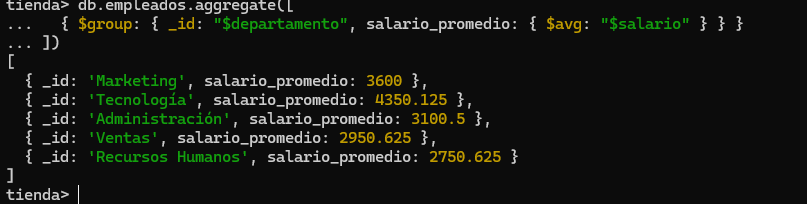 tienda> db.empleados.aggregate([
...   { $group: { _id: "$departamento", salario_promedio: { $avg: "$salario" } } }
... ])
[
  { _id: 'Marketing', salario_promedio: 3600 },
  { _id: 'Tecnología', salario_promedio: 4350.125 },
  { _id: 'Administración', salario_promedio: 3100.5 },
  { _id: 'Ventas', salario_promedio: 2950.625 },
  { _id: 'Recursos Humanos', salario_promedio: 2750.625 }
]
tienda>